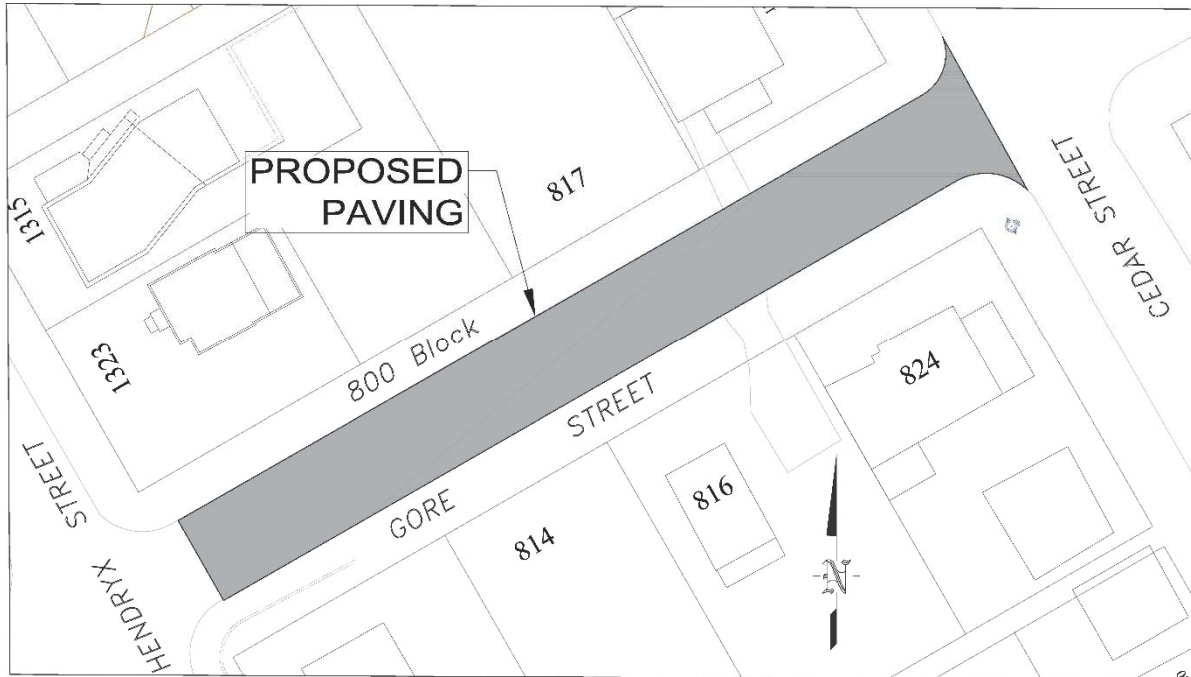 PROPOSED
PAVING
817
1315
1323
800 Block
CEDAR STREET
824
GORE STREET
816
814
HENDRYX STREET
N